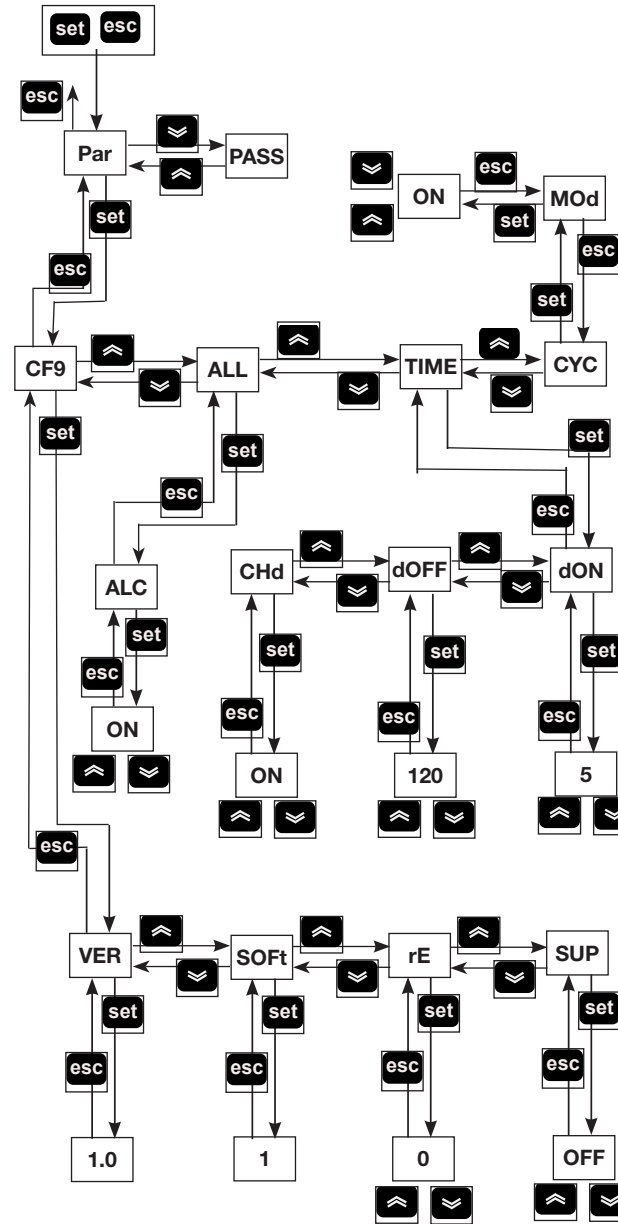 set esc
esc
Par
PASS
set
esc
ON
esc
MOd
set
esc
set
CF9
ALL
TIME
CYC
set
set
esc
set
esc
ALC
CHd
dOFF
dON
set
esc
set
esc
set
esc
set
esc
ON
ON
120
5
esc
VER
SOFt
rE
SUP
set
esc
set
esc
set
esc
set
esc
1.0
1
0
OFF